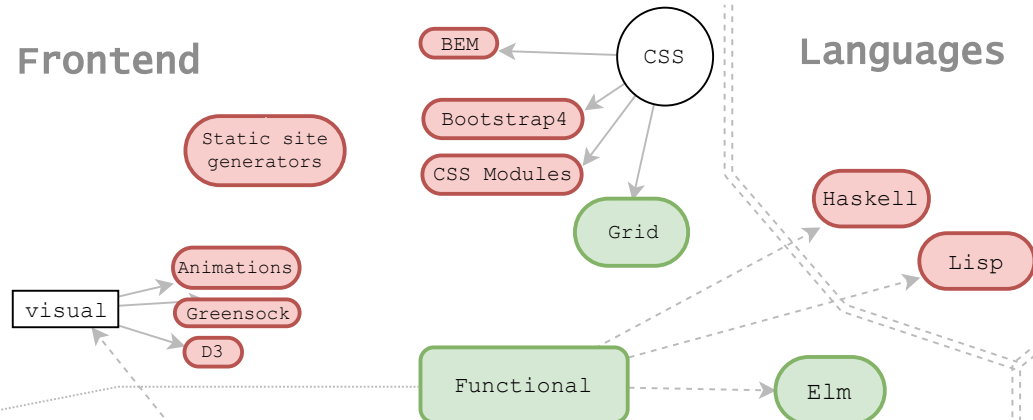 Frontend
BEM
CSS
Languages
Bootstrap4
Static site
generators
CSS Modules
Haskell
Grid
Lisp
Animations
visual
Greensock
D3
Functional
Elm